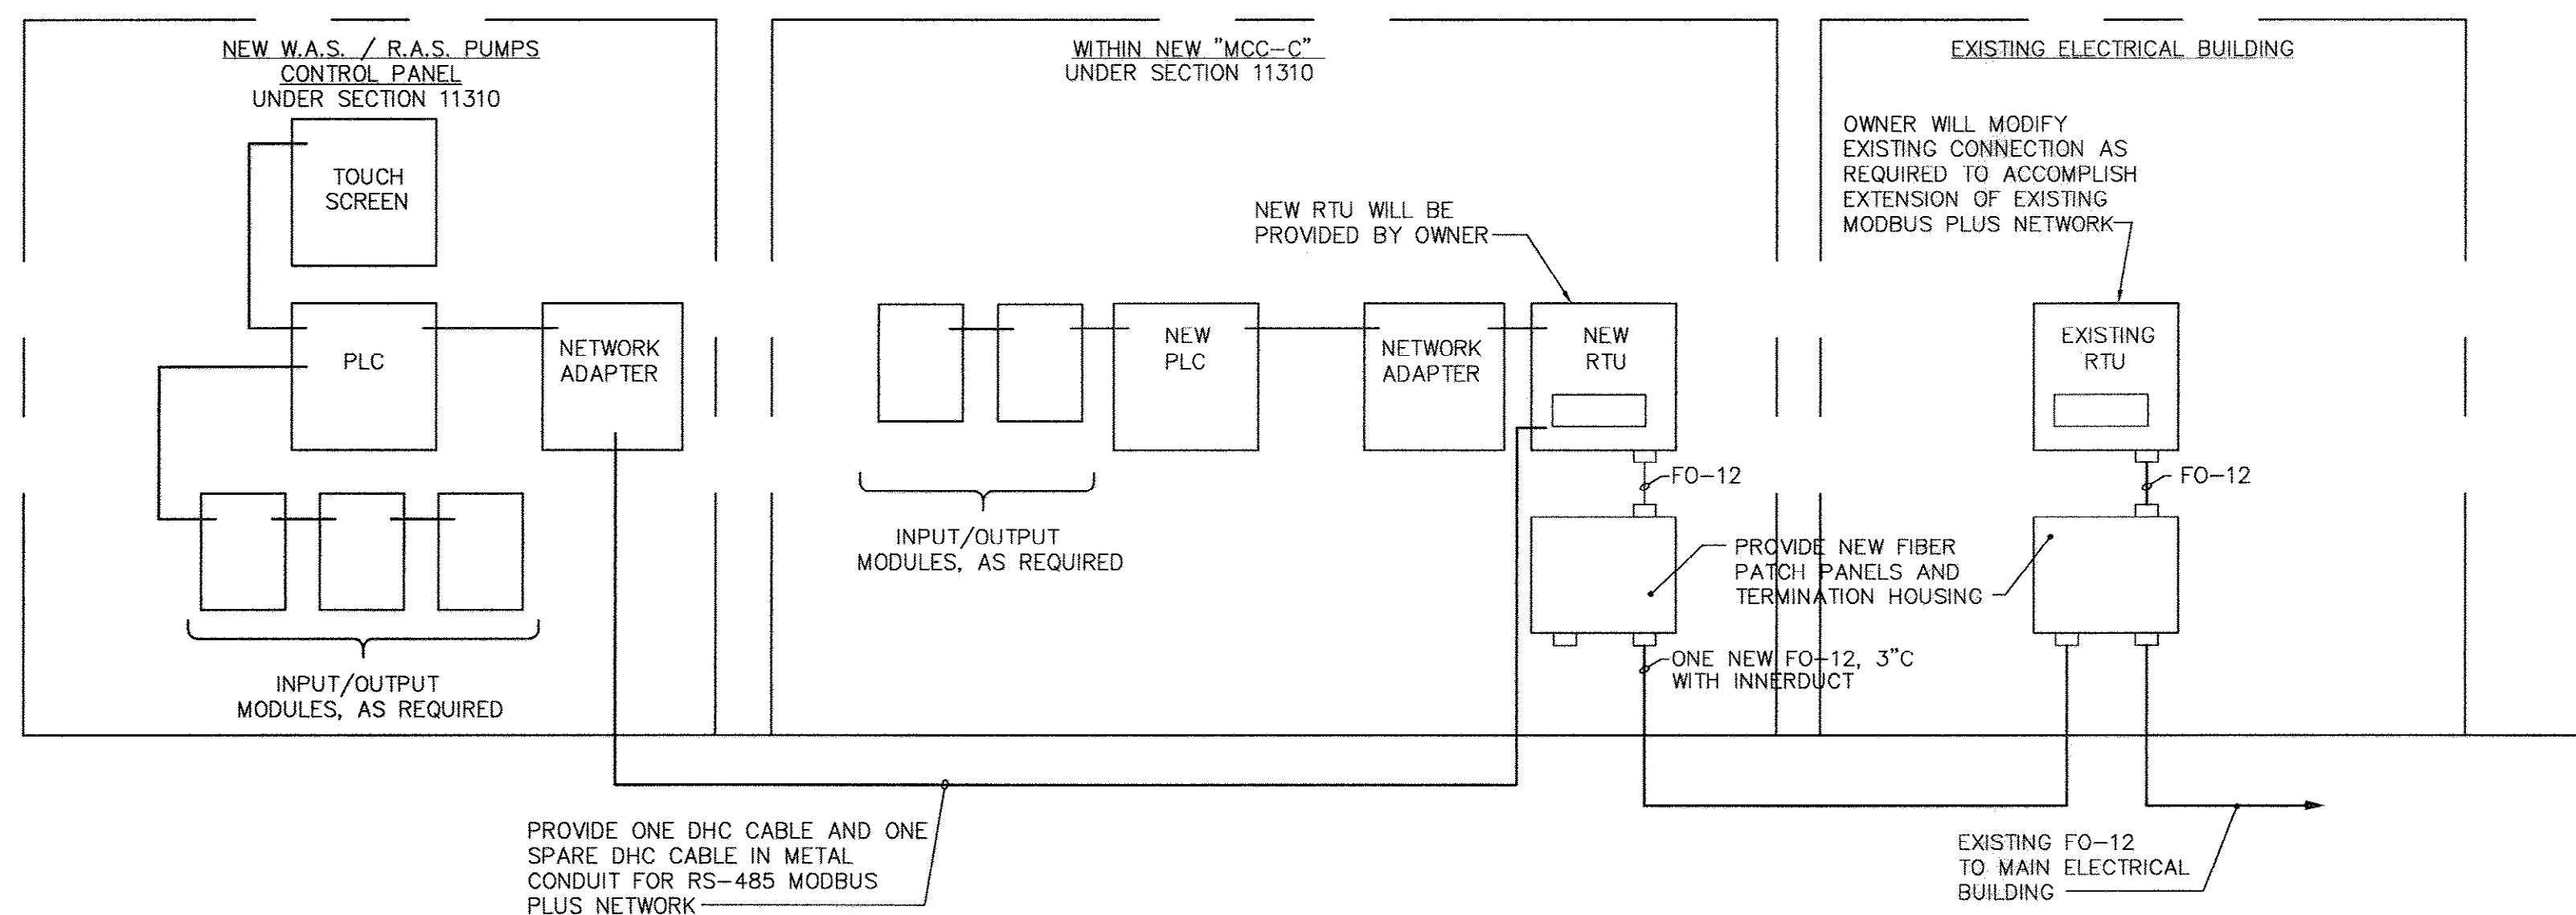 NEW W.A.S. / R.A.S. PUMPS
CONTROL PANEL
UNDER SECTION 11310
TOUCH
SCREEN
PLC
NETWORK
ADAPTER
INPUT/OUTPUT
MODULES, AS REQUIRED
WITHIN NEW "MCC-C"
UNDER SECTION 11310
NEW RTU WILL BE
PROVIDED BY OWNER
NEW
PLC
NETWORK
ADAPTER
NEW
RTU
INPUT/OUTPUT
MODULES, AS REQUIRED
FO-12
PROVIDE NEW FIBER
PATCH PANELS AND
TERMINATION HOUSING
ONE NEW FO-12, 3"C
WITH INNERDUCT
EXISTING ELECTRICAL BUILDING
OWNER WILL MODIFY
EXISTING CONNECTION AS
REQUIRED TO ACCOMPLISH
EXTENSION OF EXISTING
MODBUS PLUS NETWORK
EXISTING
RTU
FO-12
PROVIDE ONE DHC CABLE AND ONE
SPARE DHC CABLE IN METAL
CONDUIT FOR RS-485 MODBUS
PLUS NETWORK
EXISTING FO-12
TO MAIN ELECTRICAL
BUILDING